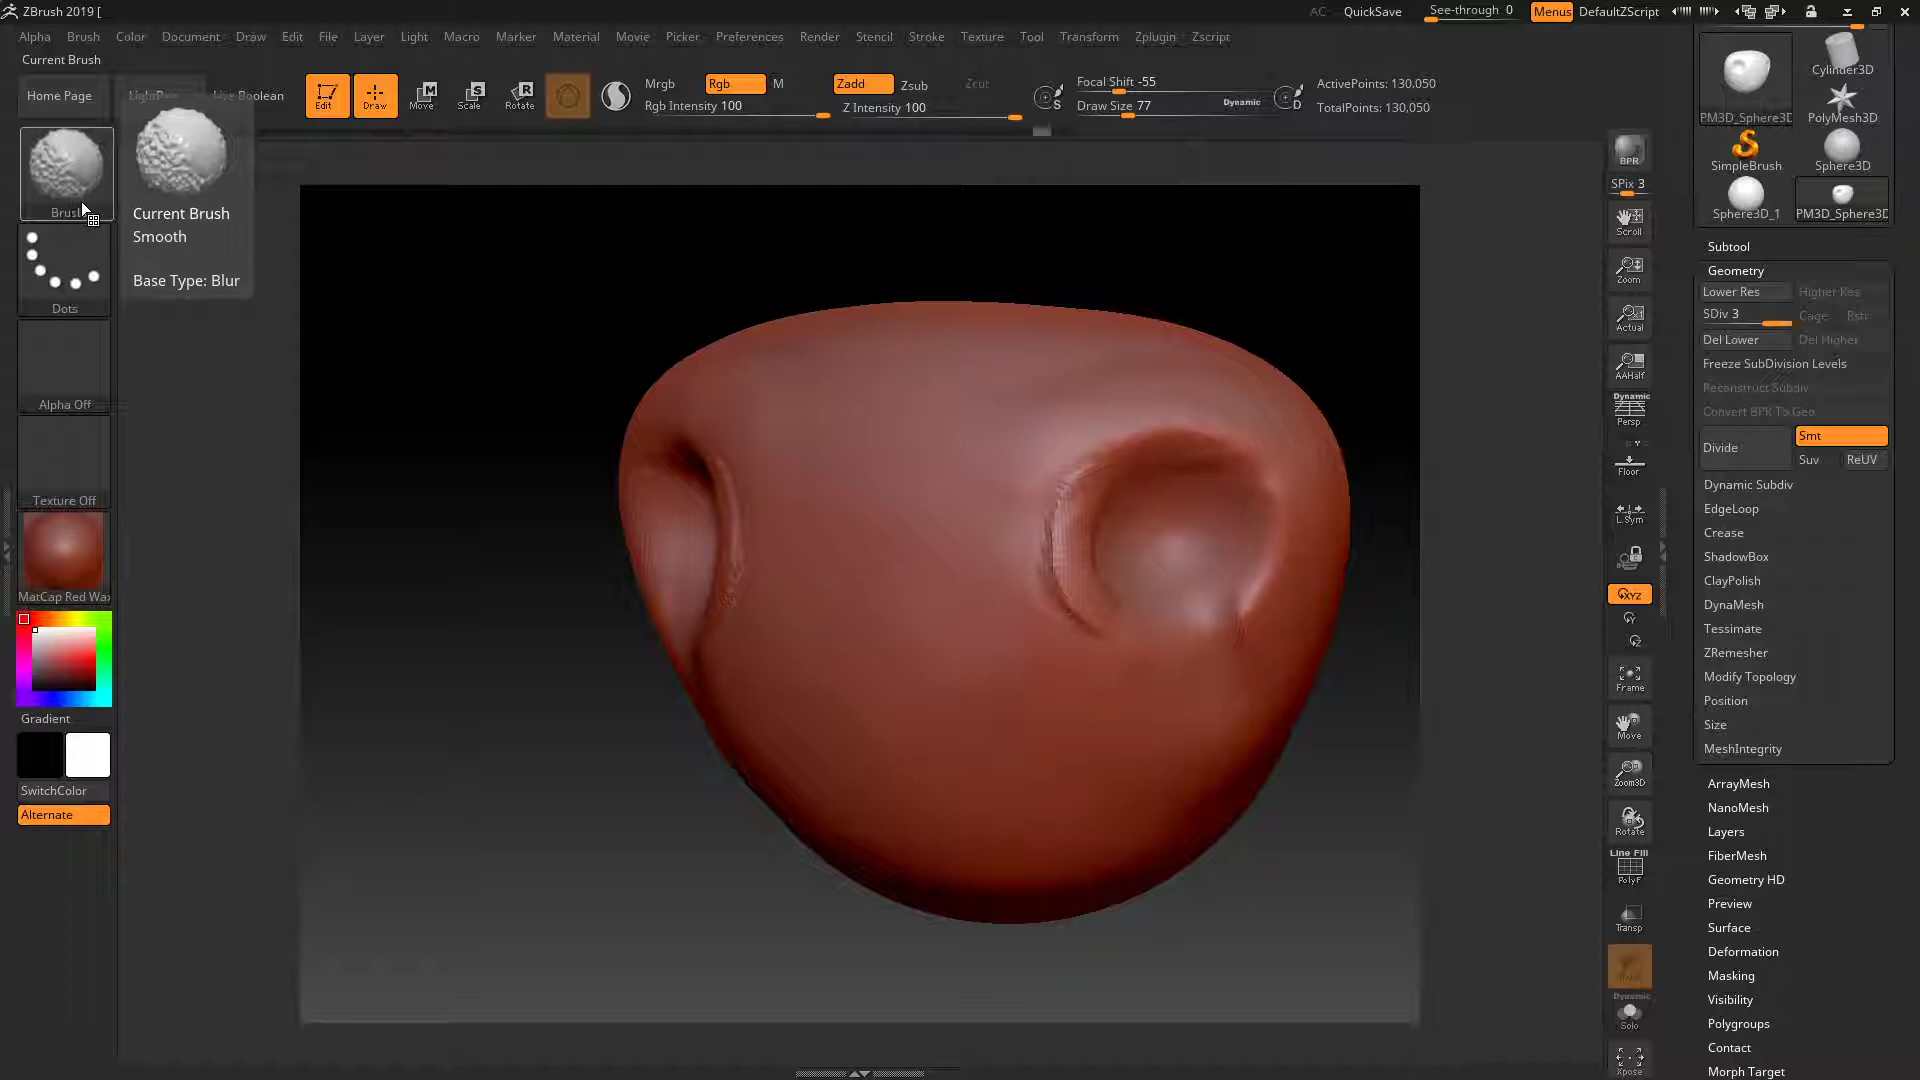 ZBrush 2019 [
AC
QuickSave
See-through 0
Menus
DefaultZScript
Alpha Brush Color Document Draw Edit File Layer Light Macro Marker Material Movie Picker Preferences Render Stencil Stroke Texture Tool Transform Zplugin Zscript
Current Brush
Home Page
Boolean
Edit
Draw
Move
Scale
Rotate
Mrgb
Rgb
M
Rgb Intensity 100
Zadd
Zsub
Zcut
Z Intensity 100
S
Focal Shift -55
Draw Size 77
Dynamic
D
ActivePoints: 130,050
TotalPoints: 130,050
Current Brush
Smooth
Base Type: Blur
Dots
Alpha Off
Texture Off
MatCap Red Wax
Gradient
SwitchColor
Alternate
BPR
SPix 3
Scroll
Zoom
Actual
AAHalf
Dynamic
Persp
Floor
L.Sym
XYZ
Y
Z
Frame
Move
Zoom3D
Rotate
Line Fill
PolyF
Transp
Dynamic
Solo
Xpose
Cylinder3D
PM3D_Sphere3D
PolyMesh3D
SimpleBrush
Sphere3D
Sphere3D_1
PM3D_Sphere3D
Subtool
Geometry
Lower Res
Higher Res
SDiv 3
Cage
Rstr
Del Lower
Del Higher
Freeze SubDivision Levels
Reconstruct Subdiv
Convert BPR To Geo
Divide
Smt
Suv
ReUV
Dynamic Subdiv
EdgeLoop
Crease
ShadowBox
ClayPolish
DynaMesh
Tessimate
ZRemesher
Modify Topology
Position
Size
MeshIntegrity
ArrayMesh
NanoMesh
Layers
FiberMesh
Geometry HD
Preview
Surface
Deformation
Masking
Visibility
Polygroups
Contact
Morph Target